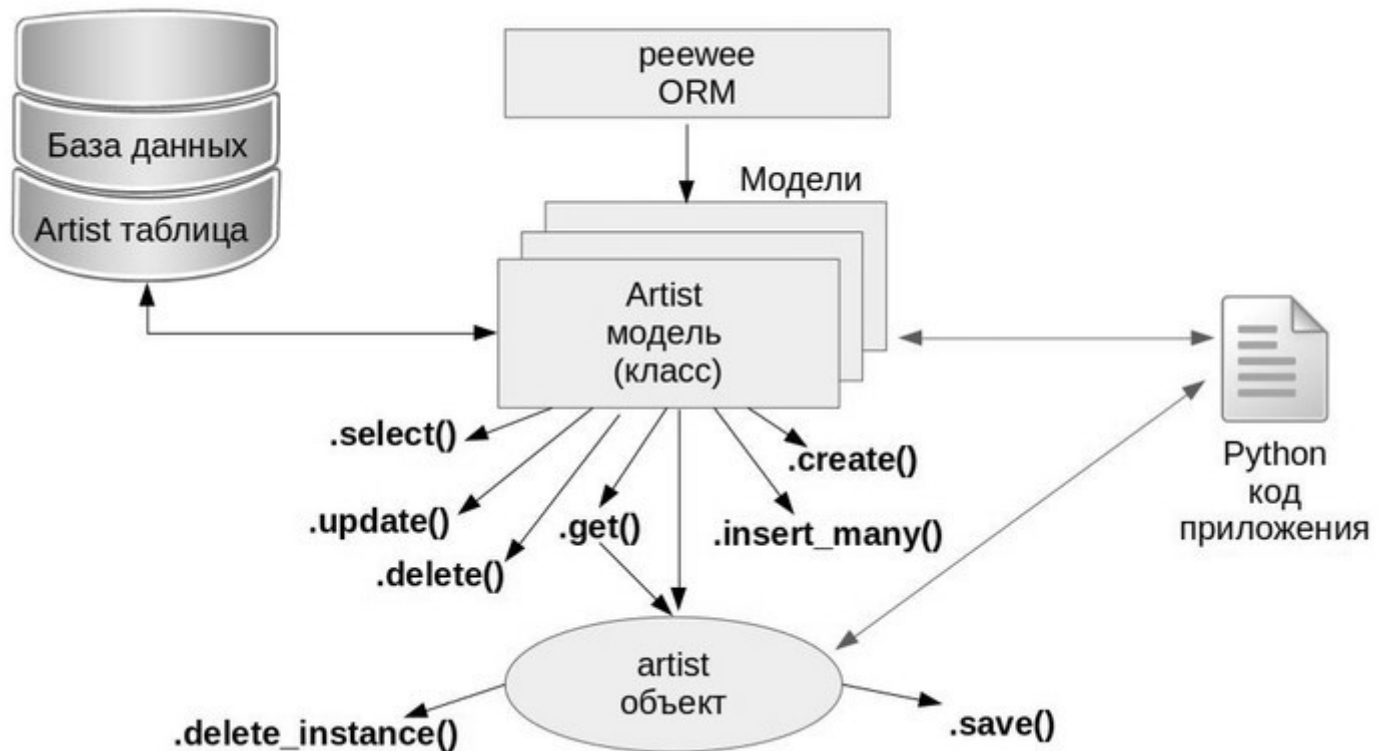 peewee
ORM
База данных
Artist таблица
Модели
Artist
модель
(класс)
.select()
.create()
.update()
.get()
.insert_many()
.delete()
Python
код
приложения
artist
объект
.delete_instance()
.save()